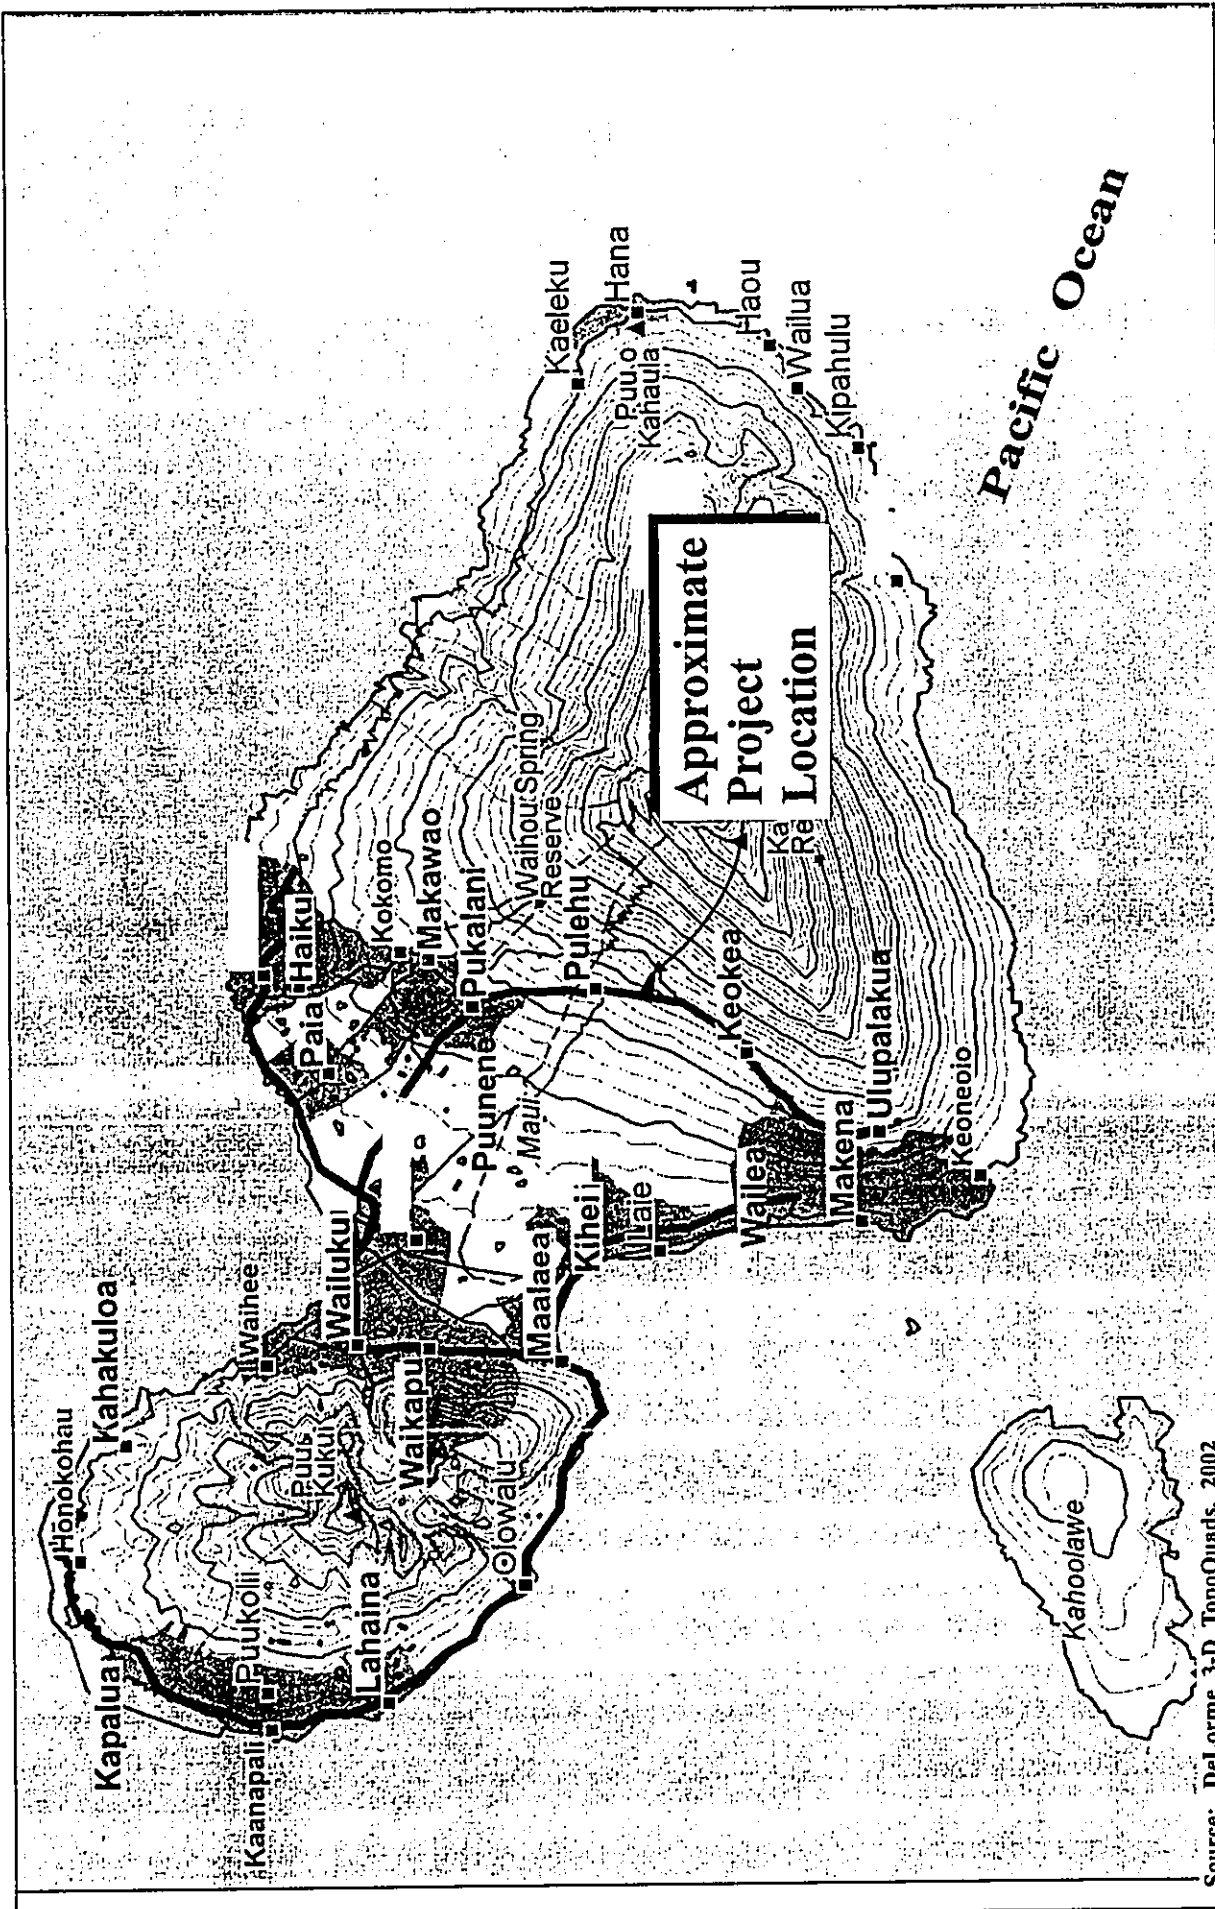 Honokohau
Kahakuloa
Kapalua
Waihee
Puukolii
Kaanapali
Puu
Kukui
Lahaina
Wailuku
Waikapu
Olowalu
Maalaea
Haiku
Paia
Kokomo
Makawao
Pukalani
Puunene
Maui
Waihou Spring
Reserve
Pulehu
Kihei
Keokea
Wailea
Makena
Ulupalakua
Keoneoio
Kaeleku
Hana
Puu o
Kahaula
Haou
Wailua
Kipahulu
Approximate
Project
Location
Ka
Re
Pacific Ocean
Kahoolawe
Source: DeLorme 3-D TopoQuads, 2002